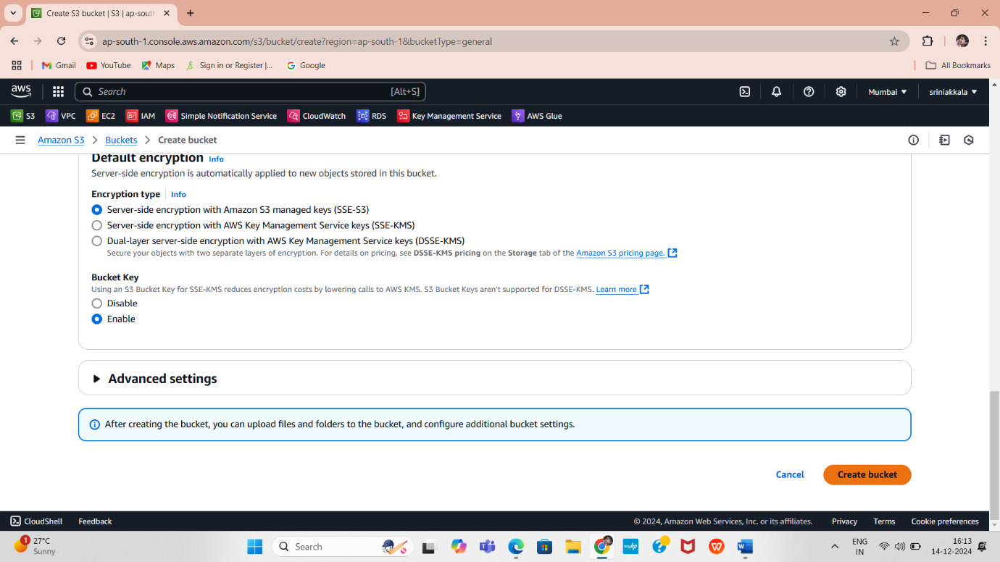 Create S3 bucket | S3 | ap-sout
ap-south-1.console.aws.amazon.com/s3/bucket/create?region=ap-south-1&bucketType=general
Gmail YouTube Maps Sign in or Register |... Google All Bookmarks
aws Search [Alt+S] Mumbai sriniakkala
S3 VPC EC2 IAM Simple Notification Service CloudWatch RDS Key Management Service AWS Glue
Amazon S3 Buckets Create bucket
Default encryption Info
Server-side encryption is automatically applied to new objects stored in this bucket.
Encryption type Info
Server-side encryption with Amazon S3 managed keys (SSE-S3)
Server-side encryption with AWS Key Management Service keys (SSE-KMS)
Dual-layer server-side encryption with AWS Key Management Service keys (DSSE-KMS)
Secure your objects with two separate layers of encryption. For details on pricing, see DSSE-KMS pricing on the Storage tab of the Amazon S3 pricing page.
Bucket Key
Using an S3 Bucket Key for SSE-KMS reduces encryption costs by lowering calls to AWS KMS. S3 Bucket Keys aren't supported for DSSE-KMS. Learn more
Disable
Enable
Advanced settings
After creating the bucket, you can upload files and folders to the bucket, and configure additional bucket settings.
Cancel Create bucket
CloudShell Feedback © 2024, Amazon Web Services, Inc. or its affiliates. Privacy Terms Cookie preferences
1 27°C
Sunny
Search
ENG
IN
16:13
14-12-2024